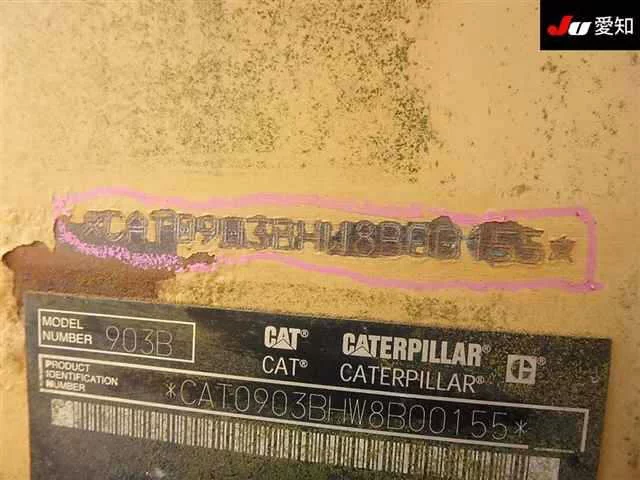 JU 愛知
*CAT0903BHW8B00155*
MODEL NUMBER 903B
CAT® CATERPILLAR®
CAT® CATERPILLAR®
PRODUCT IDENTIFICATION NUMBER
*CAT0903BHW8B00155*